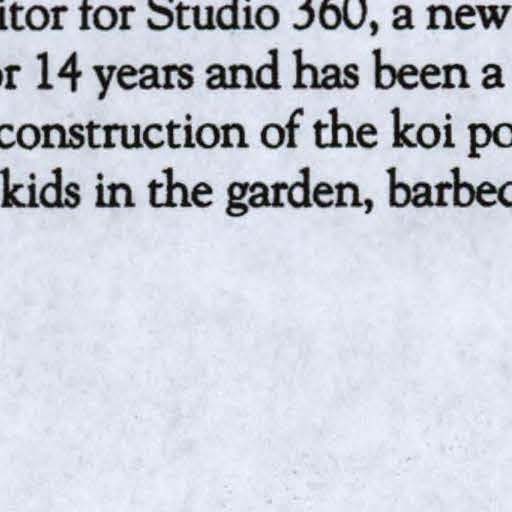 itor for Studio 360, a new
r 14 years and has been a
construction of the koi po
kids in the garden, barbec